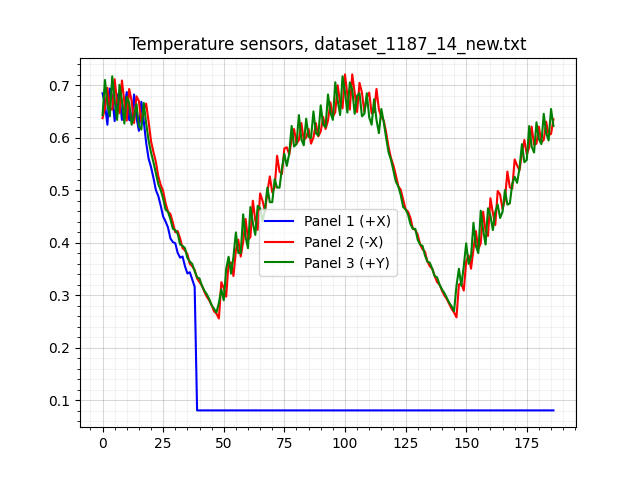 Temperature sensors, dataset_1187_14_new.txt
0.7
0.6
0.5
0.4
0.3
0.2
0.1
Panel 1 (+X)
Panel 2 (-X)
Panel 3 (+Y)
0 25 50 75 100 125 150 175